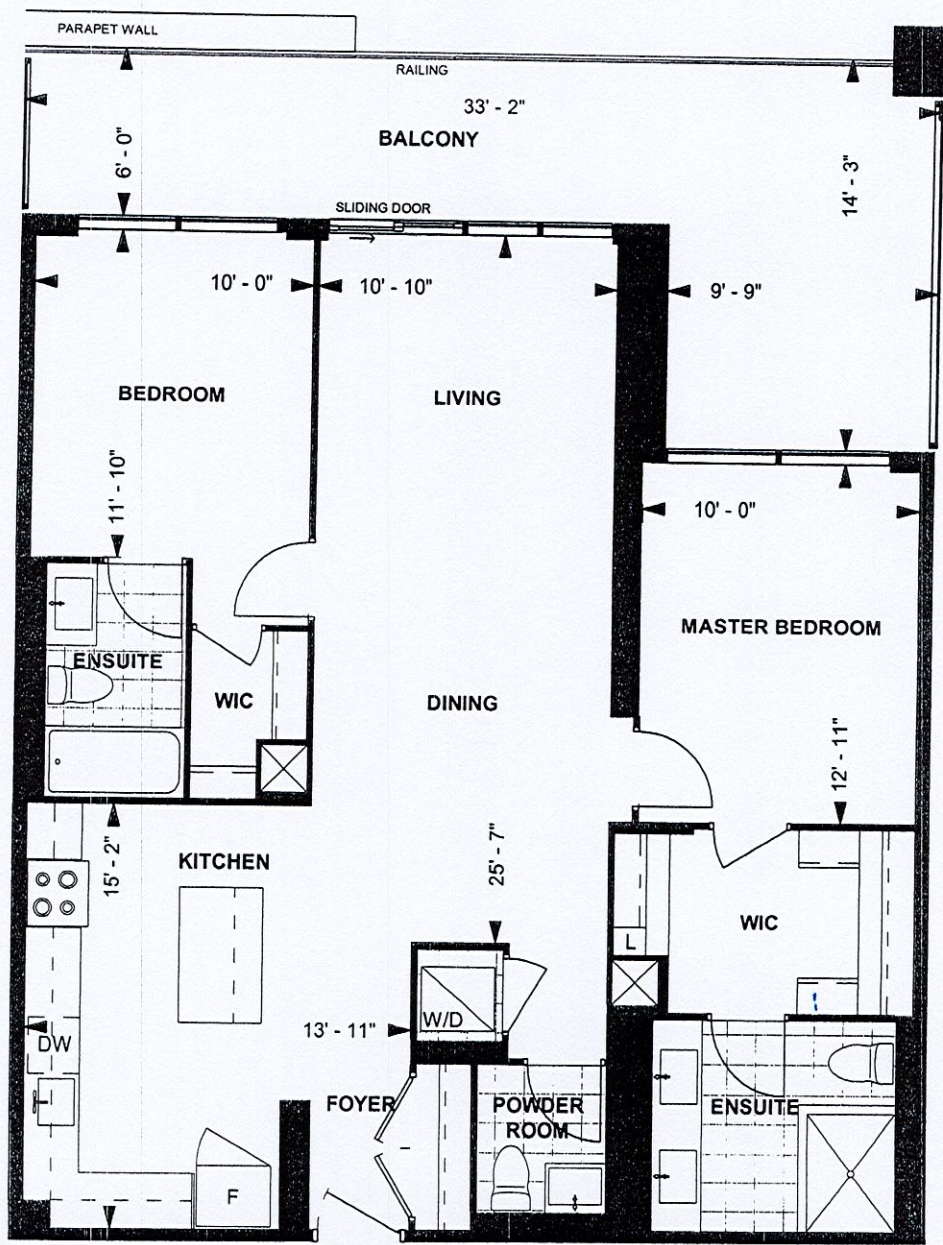 PARAPET WALL
RAILING
33' - 2"
BALCONY
6' - 0"
14' - 3"
SLIDING DOOR
10' - 0"
10' - 10"
9' - 9"
BEDROOM
LIVING
11' - 10"
10' - 0"
MASTER BEDROOM
ENSUITE
WIC
DINING
12' - 11"
KITCHEN
15' - 2"
25' - 7"
WIC
L
W/D
13' - 11"
DW
FOYER
POWDER
ROOM
ENSUITE
F